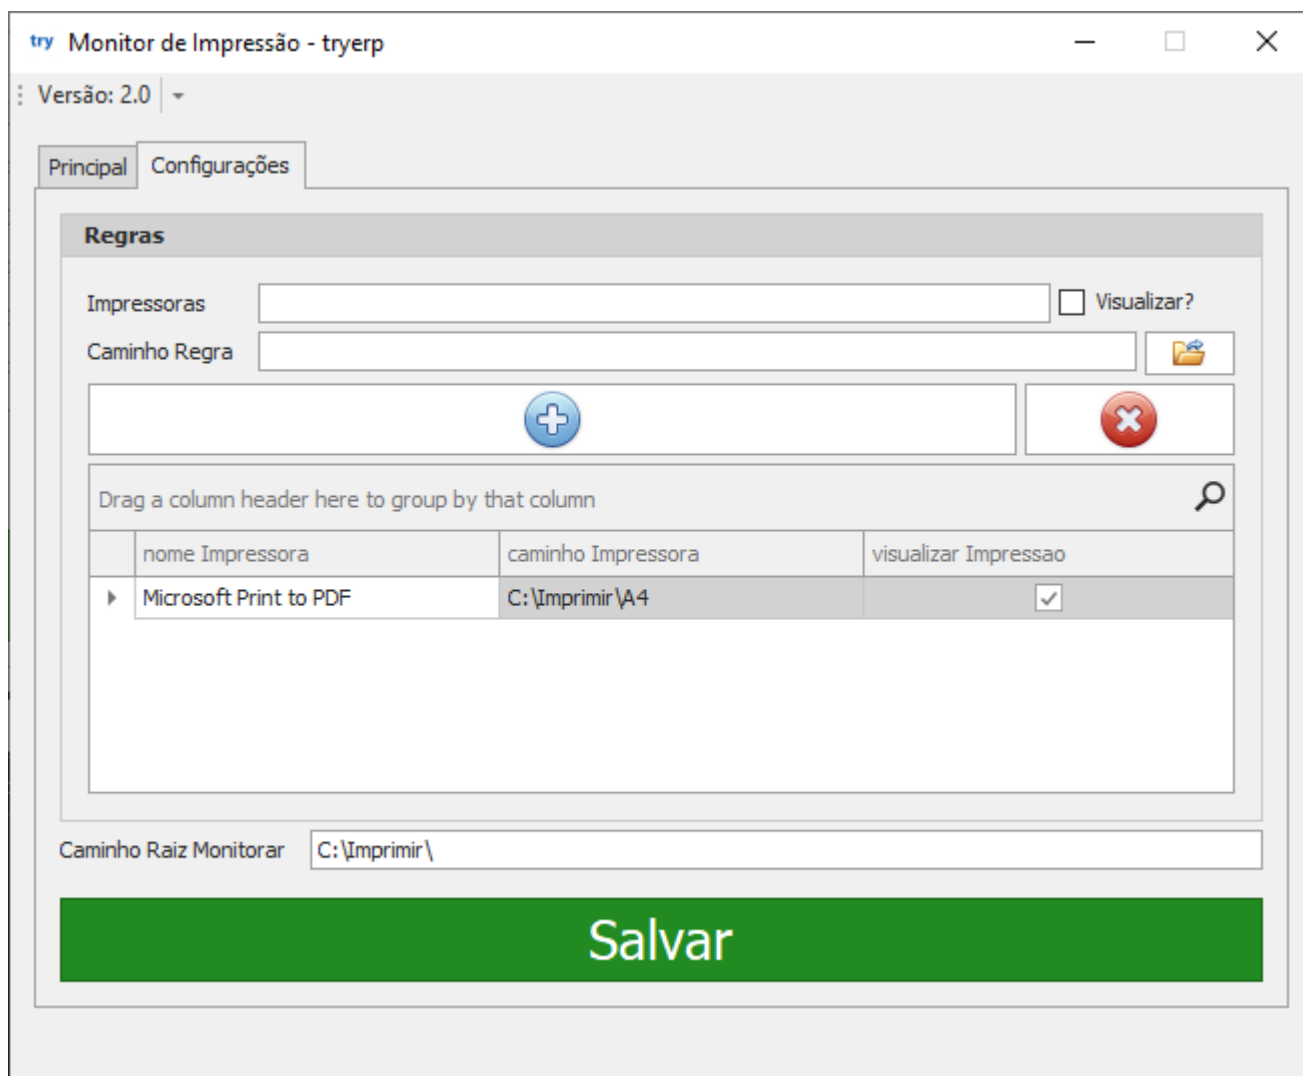 try Monitor de Impressão - tryerp
Versão: 2.0
Principal Configurações
Regras
Impressoras Visualizar?
Caminho Regra
Drag a column header here to group by that column
nome Impressora caminho Impressora visualizar Impressao
Microsoft Print to PDF C:\Imprimir\A4
Caminho Raiz Monitorar C:\Imprimir\
Salvar